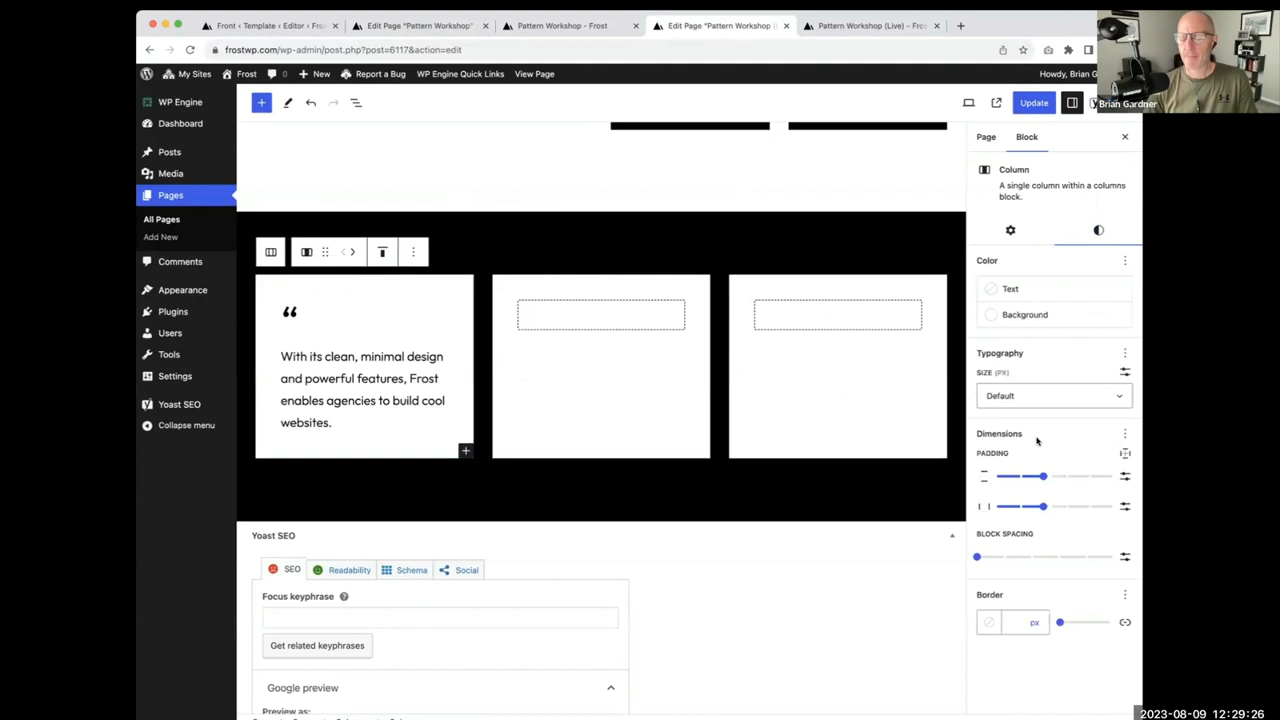 Front ‹ Template ‹ Editor ‹ Fro
Edit Page "Pattern Workshop"
Pattern Workshop - Frost
Edit Page "Pattern Workshop (
Pattern Workshop (Live) - Fros
frostwp.com/wp-admin/post.php?post=6117&action=edit
My Sites
Frost
0
New
Report a Bug
WP Engine Quick Links
View Page
Howdy, Brian G
Brian Gardner
WP Engine
Dashboard
Posts
Media
Pages
All Pages
Add New
Comments
Appearance
Plugins
Users
Tools
Settings
Yoast SEO
Collapse menu
Update
“
With its clean, minimal design
and powerful features, Frost
enables agencies to build cool
websites.
Page
Block
Column
A single column within a columns
block.
Color
Text
Background
Typography
SIZE (PX)
Default
Dimensions
PADDING
BLOCK SPACING
Border
px
Yoast SEO
SEO
Readability
Schema
Social
Focus keyphrase
Get related keyphrases
Google preview
Preview as:
2023-08-09 12:29:26